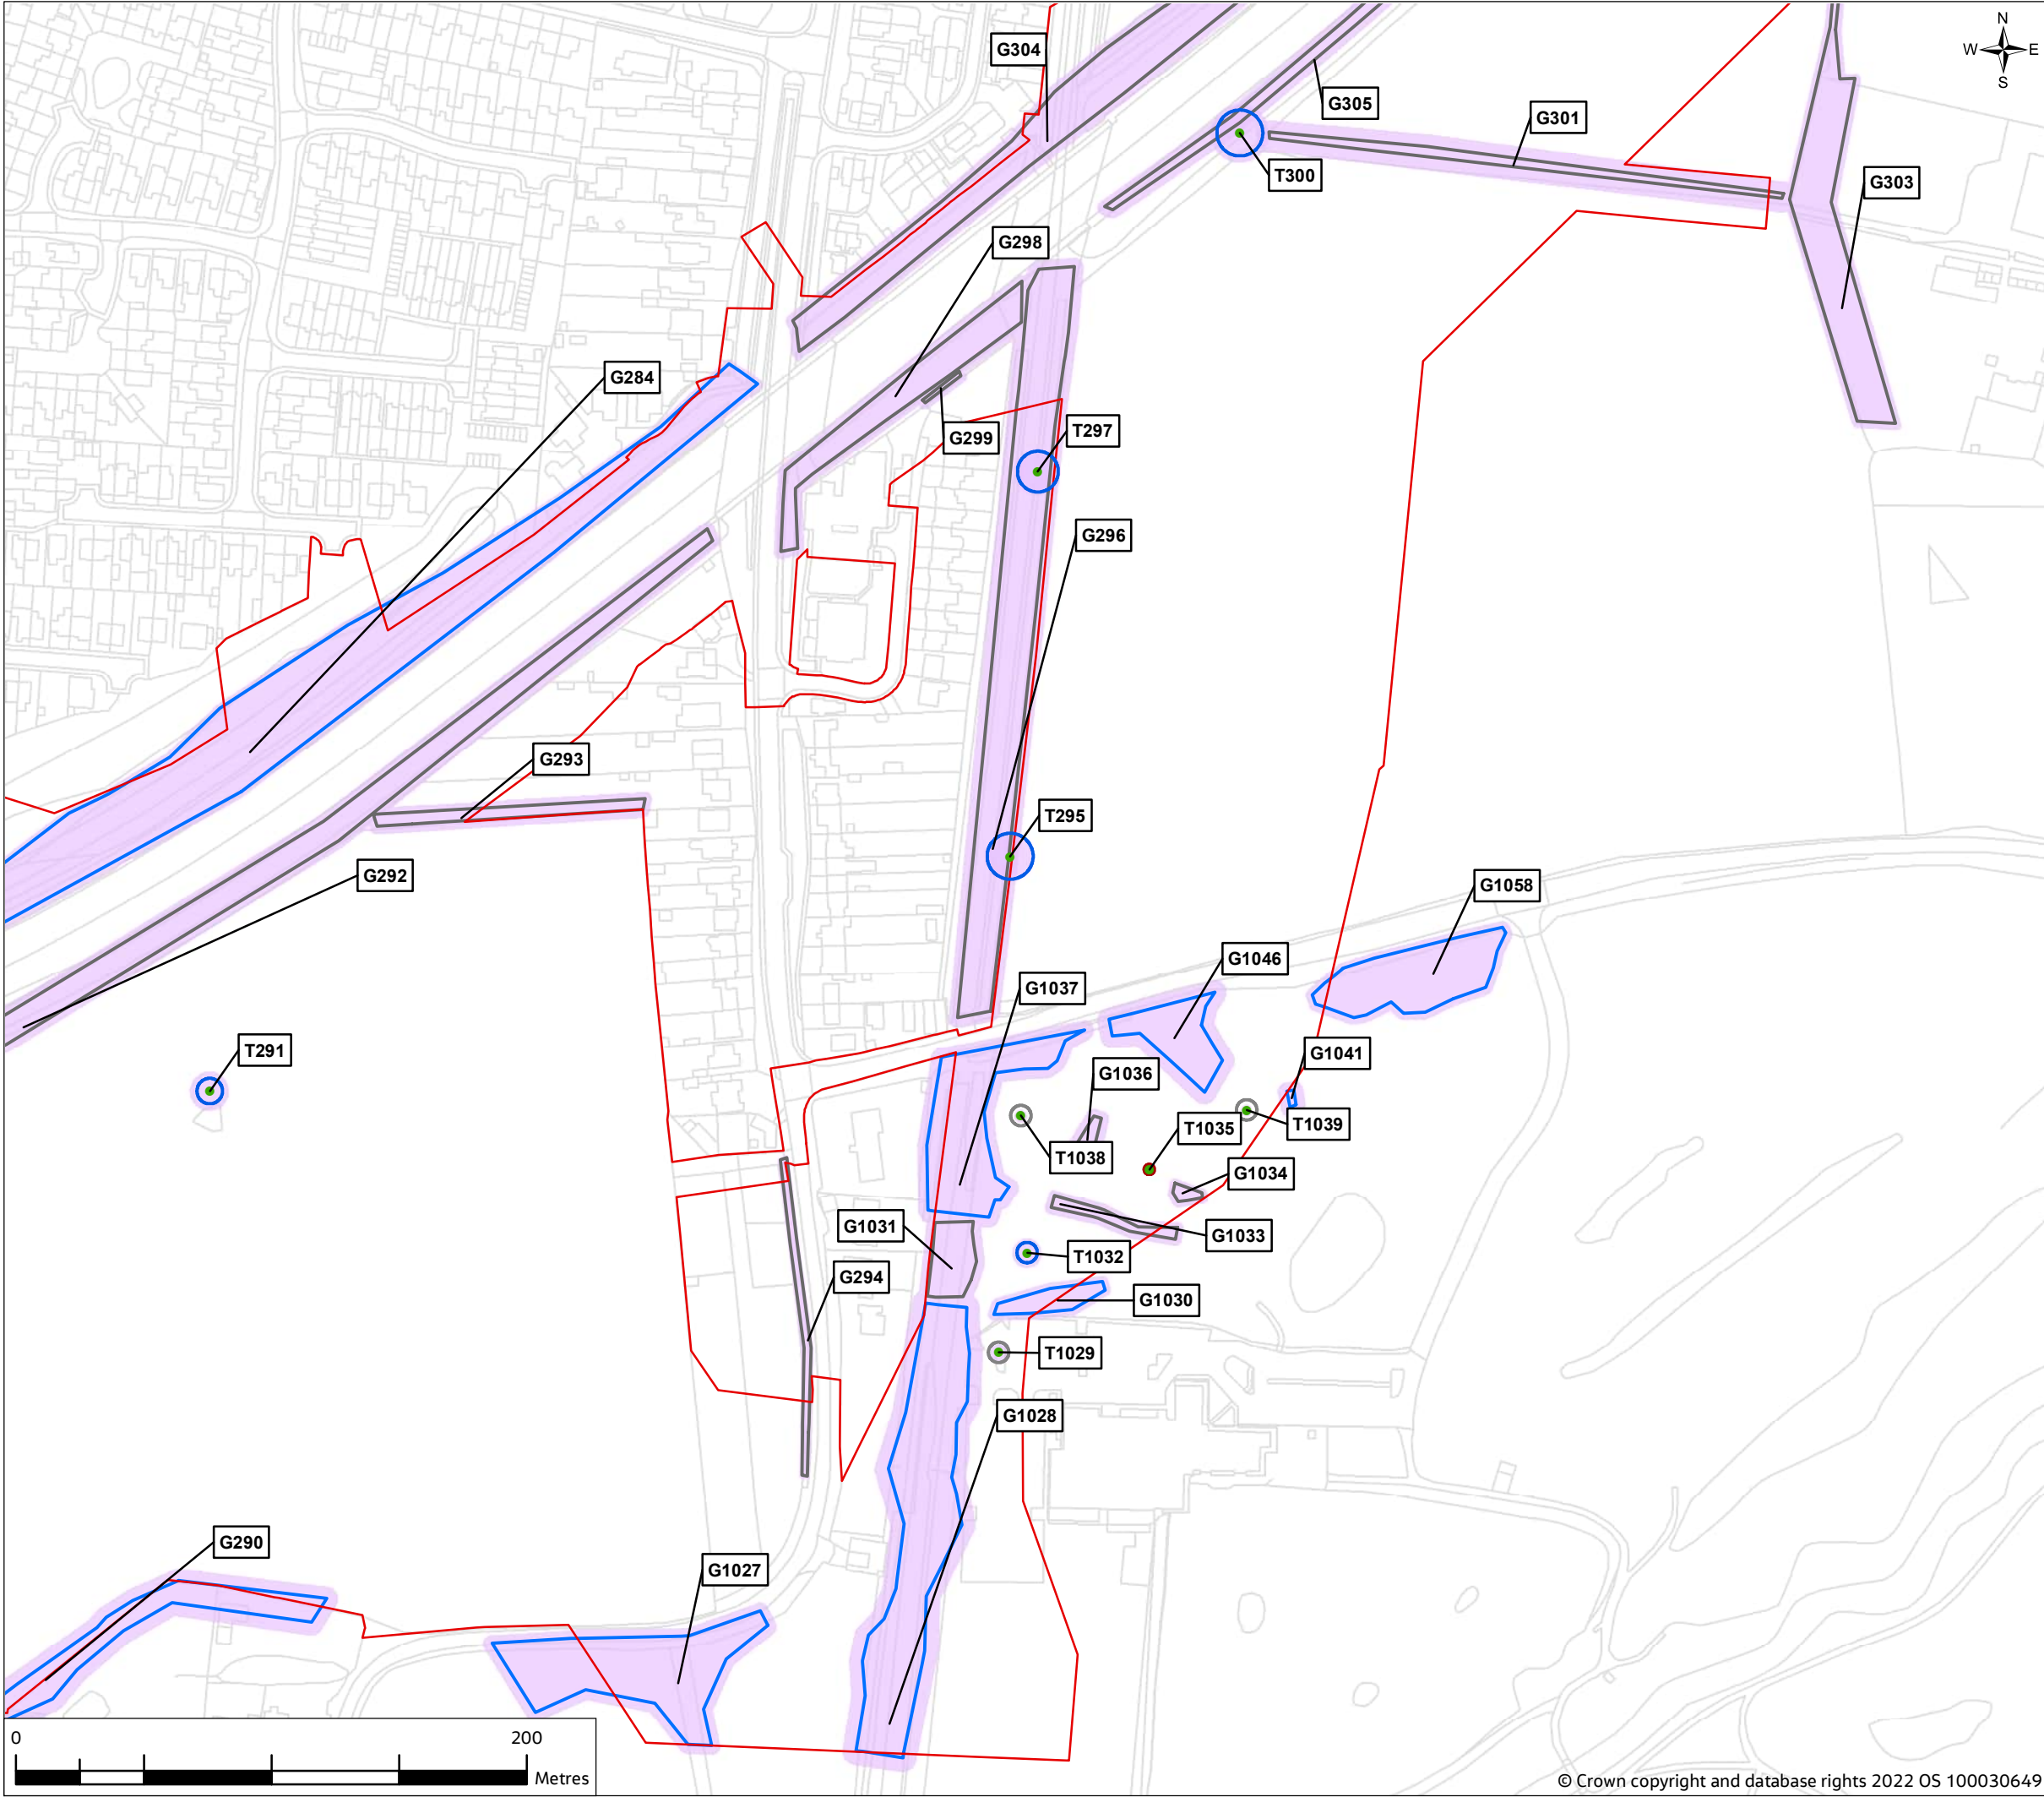 N
W E
S
G304
G305
G301
T300
G303
G298
G284
G299
T297
G296
G293
T295
G292
G1058
G1046
G1037
T291
G1041
G1036
T1035
T1039
T1038
G1034
G1031
G1033
T1032
G294
G1030
T1029
G1028
G290
G1027
0 200
Metres
© Crown copyright and database rights 2022 OS 100030649